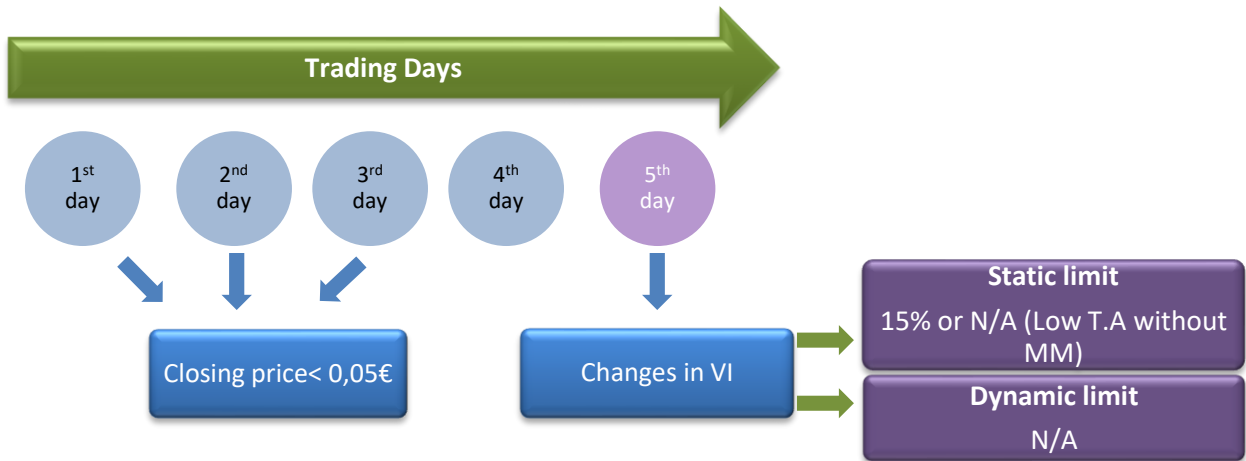 Trading Days
1st 2nd 3rd 4th 5th
day day day day day
Static limit
15% or N/A (Low T.A without
MM)
Closing price< 0,05€
Changes in VI
Dynamic limit
N/A